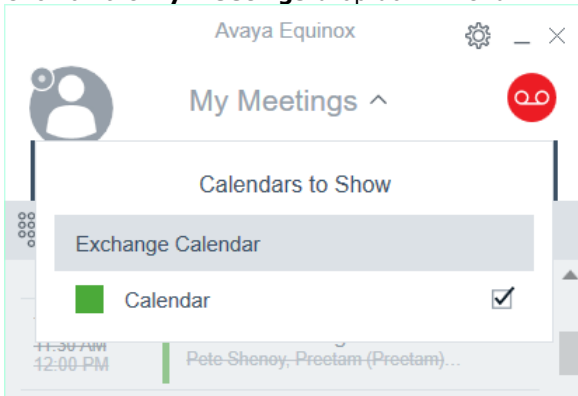 Avaya Equinox
My Meetings
Calendars to Show
Exchange Calendar
Calendar
11:30 AM
12:00 PM
Pete Shenoy, Preetam (Preetam)...